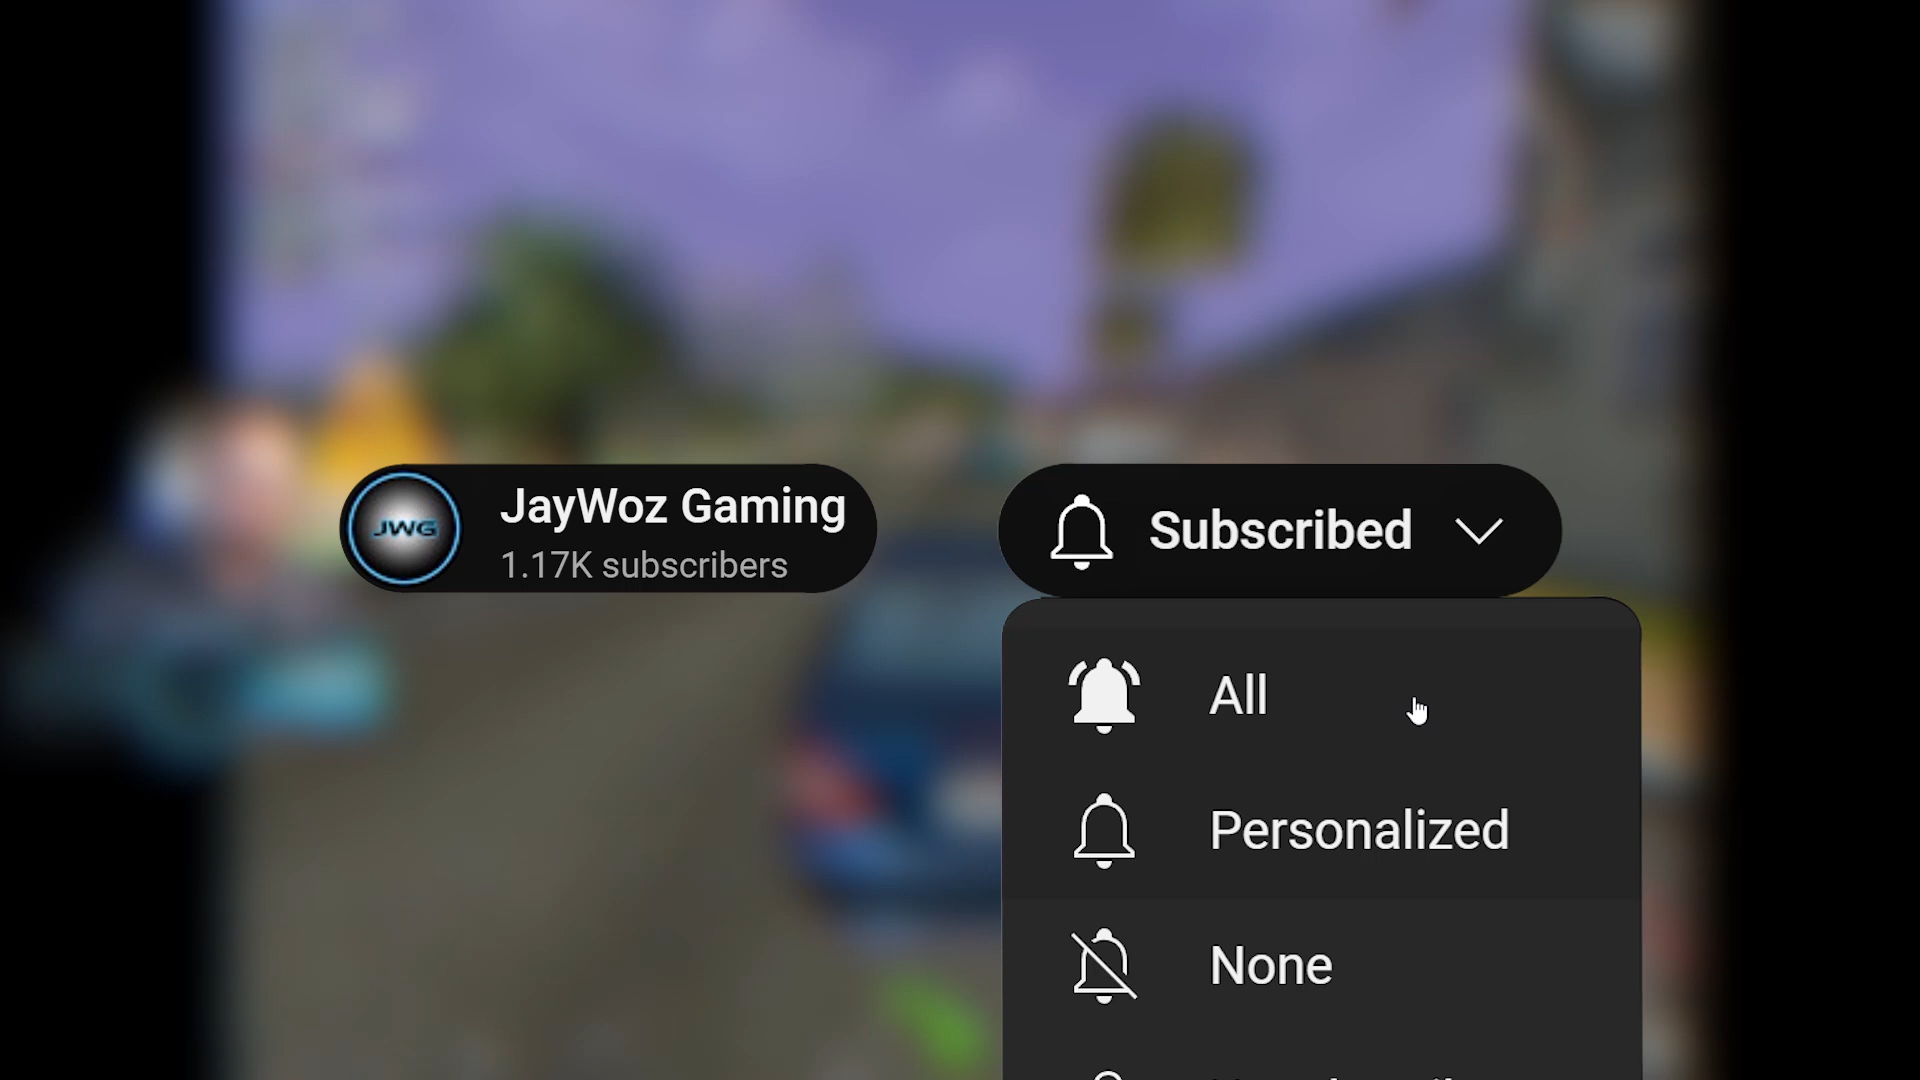 JWG
JayWoz Gaming
1.17K subscribers
Subscribed
All
Personalized
None